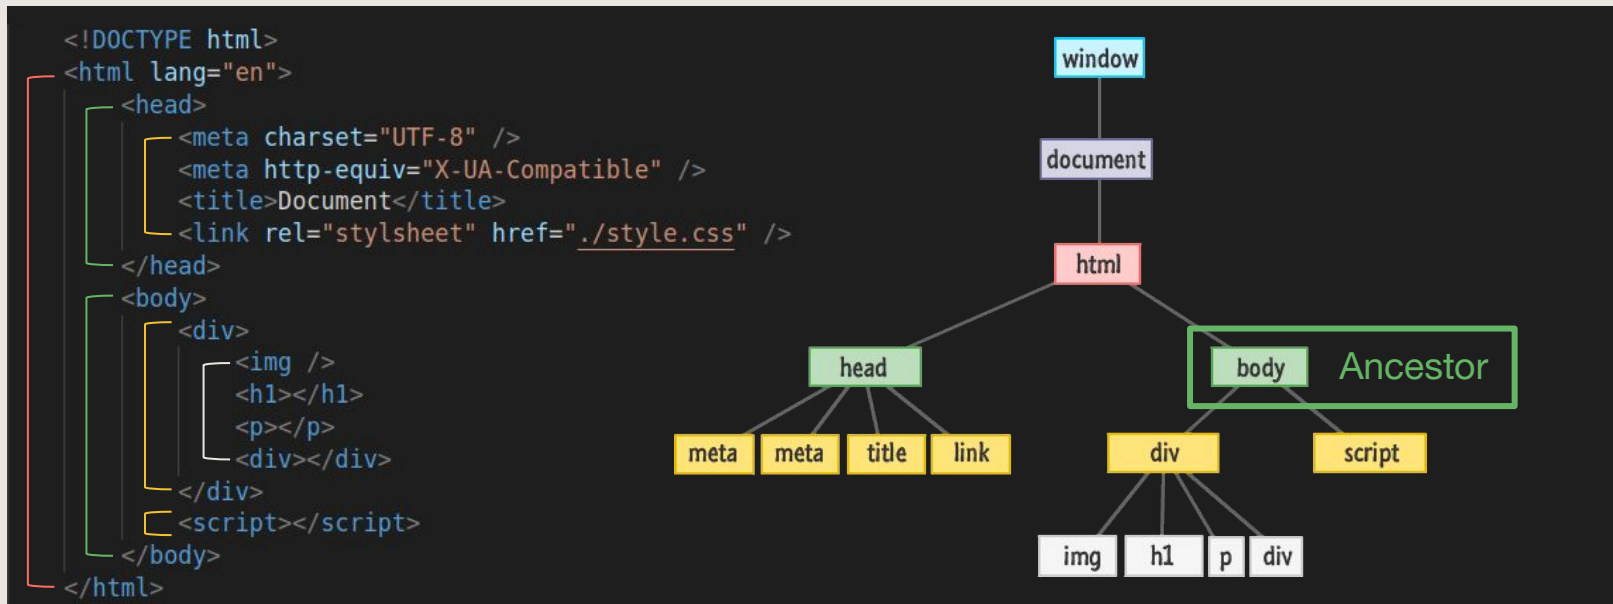 <!DOCTYPE html>
<html lang="en">
<head>
<meta charset="UTF-8" />
<meta http-equiv="X-UA-Compatible" />
<title>Document</title>
<link rel="stylsheet" href="./style.css" />
</head>
<body>
<div>
<img />
<h1></h1>
<p></p>
<div></div>
</div>
<script></script>
</body>
</html>
window
document
html
head
body
Ancestor
meta
meta
title
link
div
script
img
h1
p
div